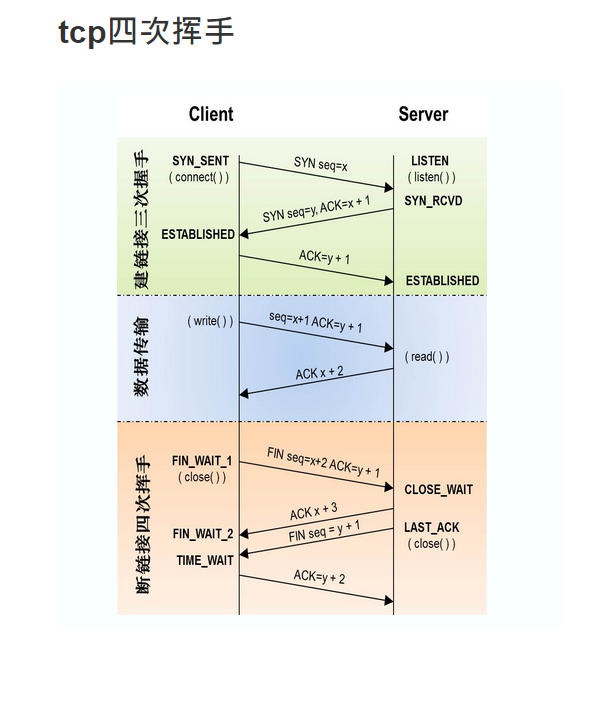 tcp四次挥手
Client
Server
建链接三次握手
SYN_SENT
( connect( ) )
SYN seq=x
LISTEN
( listen( ) )
SYN_RCVD
SYN seq=y, ACK=x + 1
ESTABLISHED
ACK=y + 1
ESTABLISHED
数据传输
( write( ) )
seq=x+1 ACK=y + 1
( read( ) )
ACK x + 2
断链接四次挥手
FIN_WAIT_1
( close( ) )
FIN seq=x+2 ACK=y + 1
CLOSE_WAIT
ACK x + 3
FIN_WAIT_2
LAST_ACK
( close( ) )
FIN seq = y + 1
TIME_WAIT
ACK=y + 2